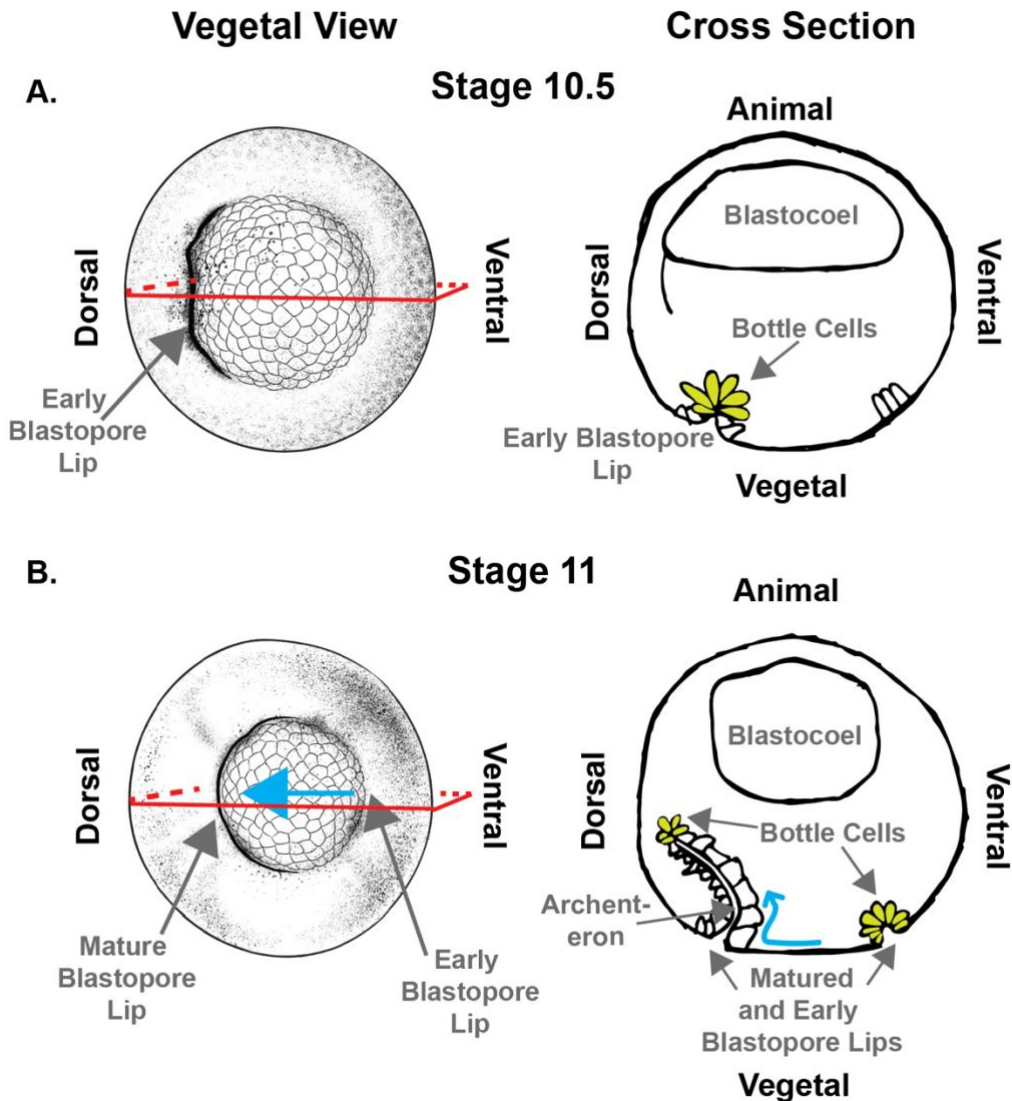 Vegetal View
Cross Section
A.
Stage 10.5
Animal
Dorsal
Ventral
Early
Blastopore
Lip
Dorsal
Blastocoel
Ventral
Bottle Cells
Early Blastopore
Lip
Vegetal
B.
Stage 11
Animal
Dorsal
Ventral
Mature
Blastopore
Lip
Early
Blastopore
Lip
Dorsal
Blastocoel
Ventral
Bottle Cells
Archent-
eron
Matured
and Early
Blastopore Lips
Vegetal